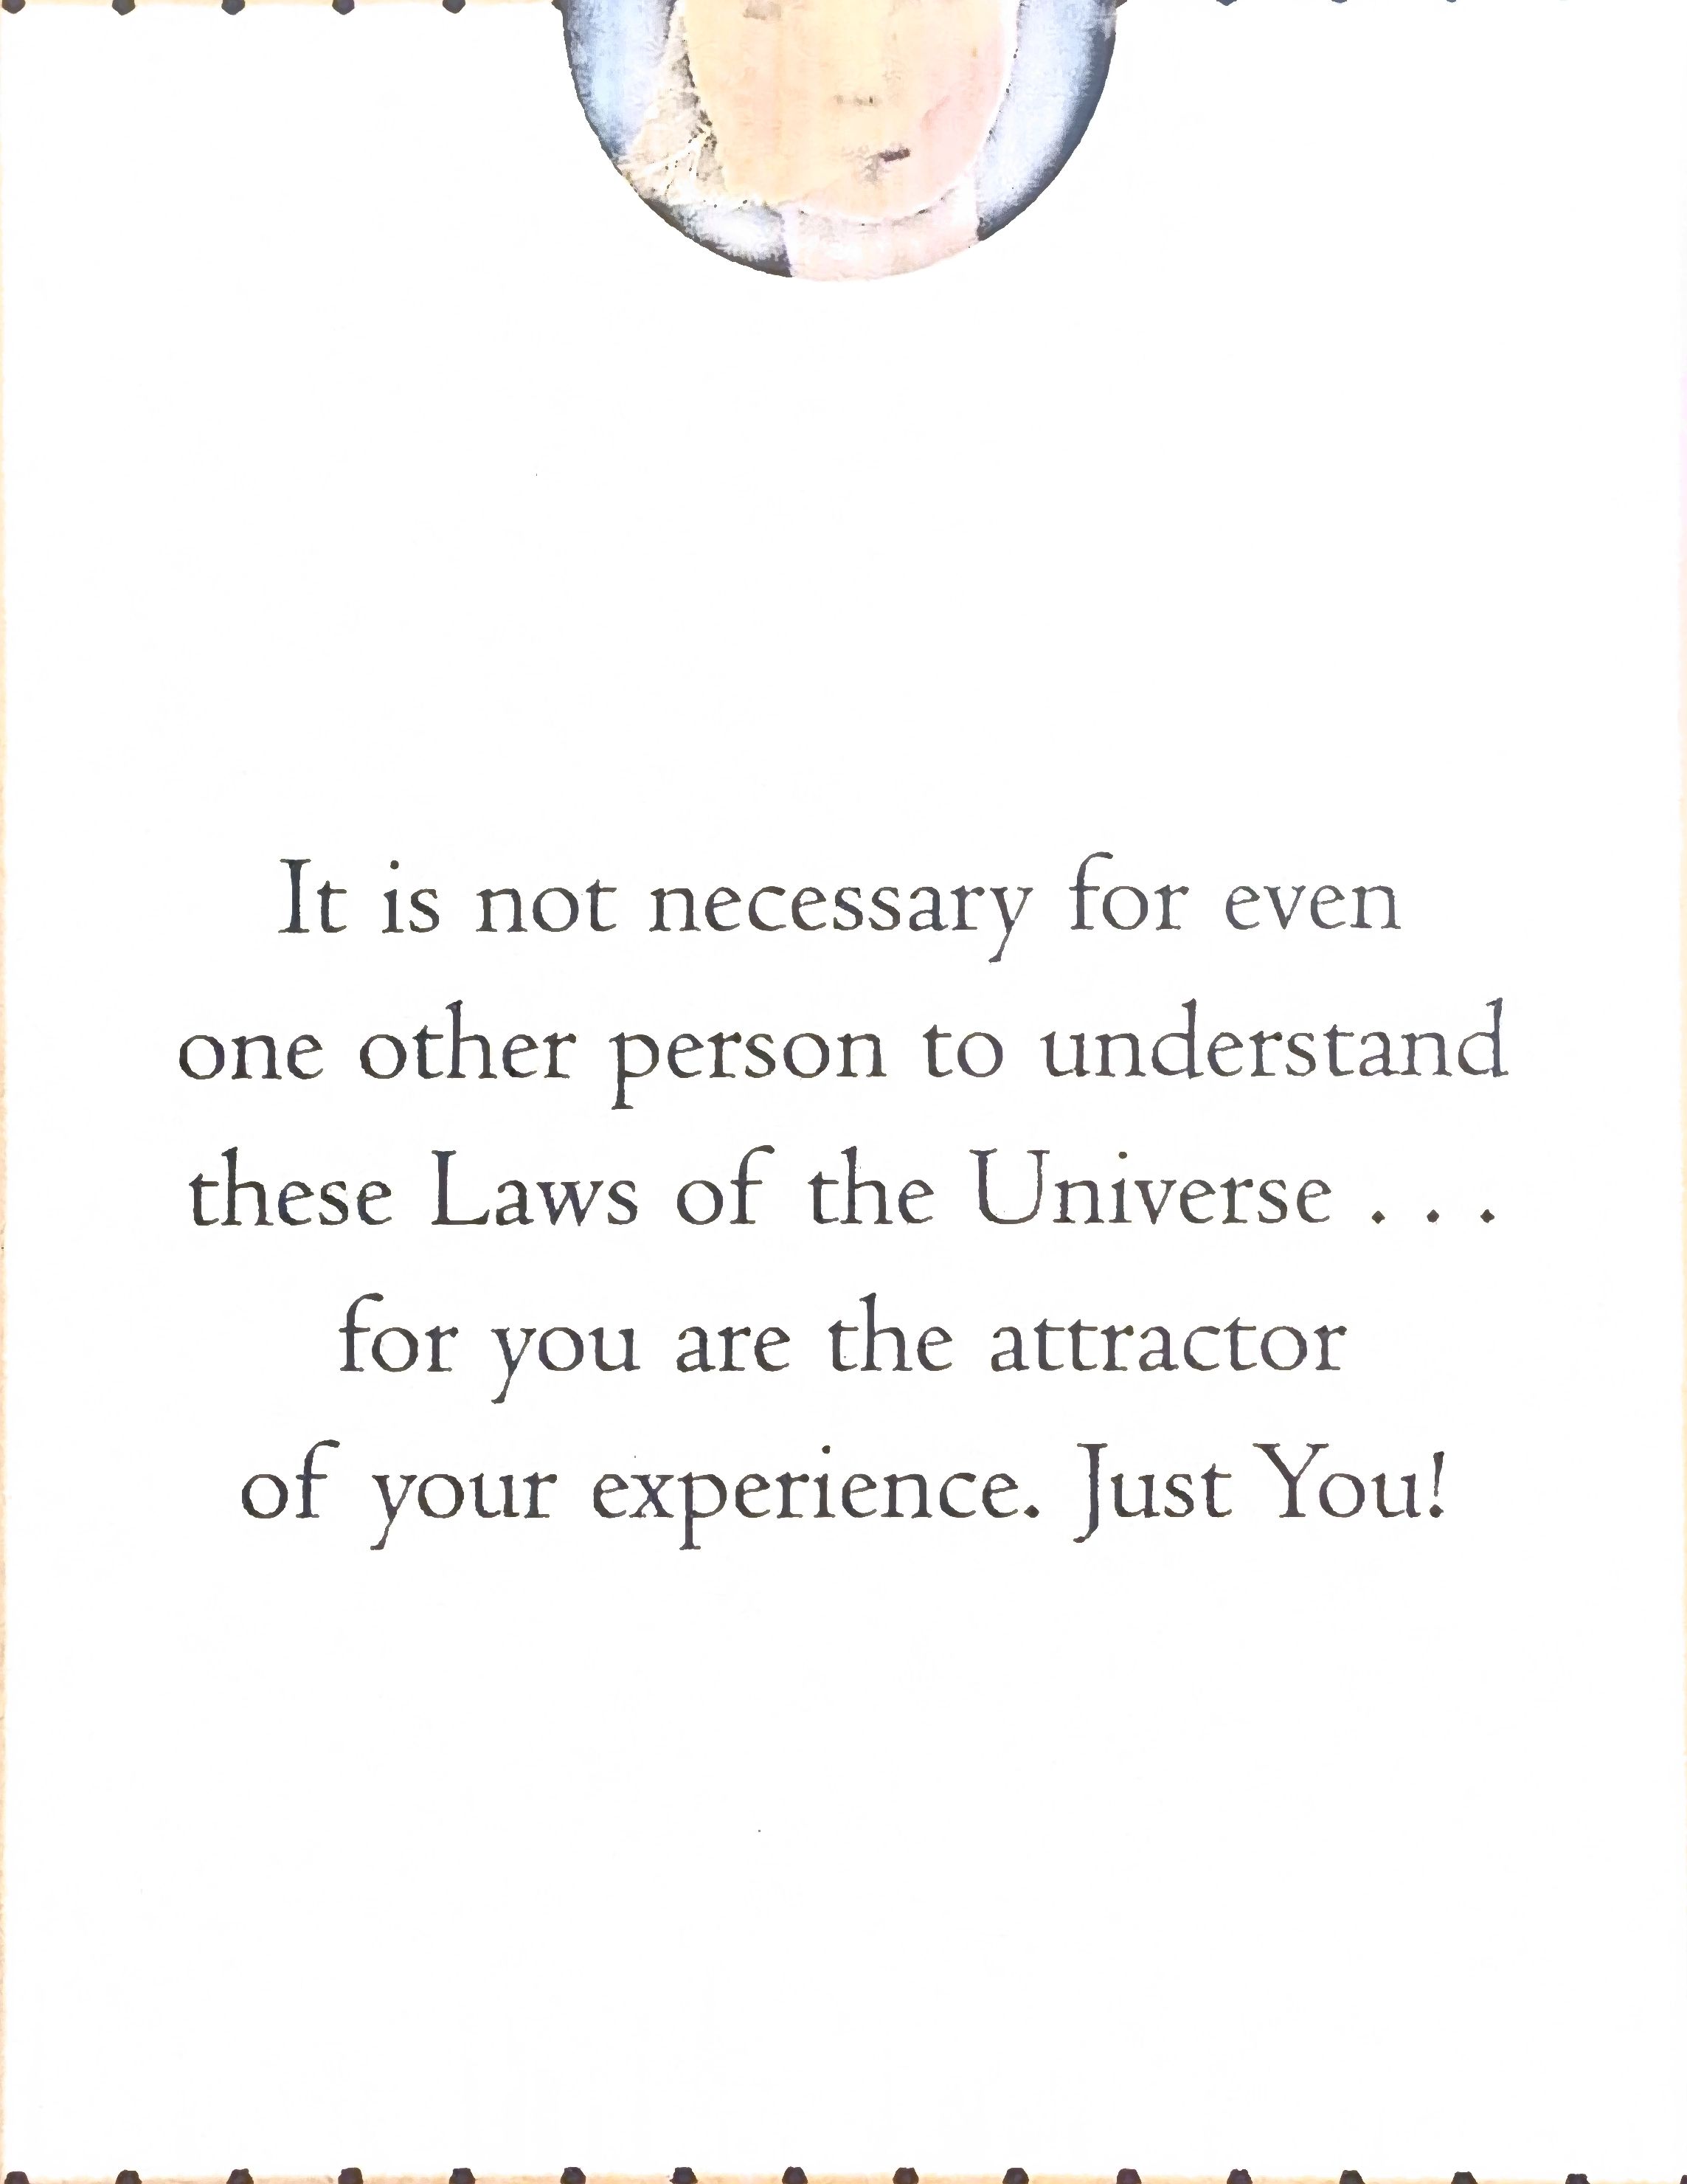 It is not necessary for even
one other person to understand
these Laws of the Universe . . .
for you are the attractor
of your experience. Just You!